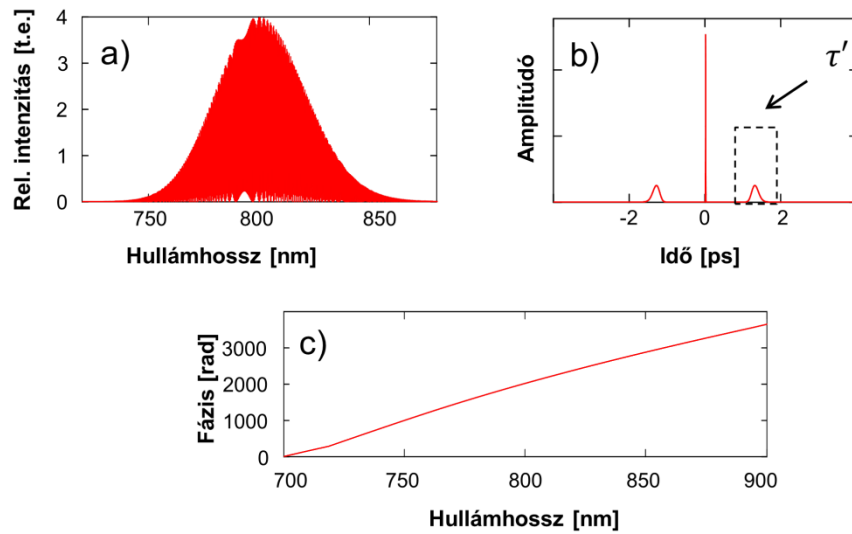 a)
Rel. intenzitás [t.e.]
4
3
2
1
0
750
800
850
Hullámhossz [nm]
b)
τ′
Amplitúdó
-2
0
2
Idő [ps]
c)
Fázis [rad]
3000
2000
1000
0
700
750
800
850
900
Hullámhossz [nm]